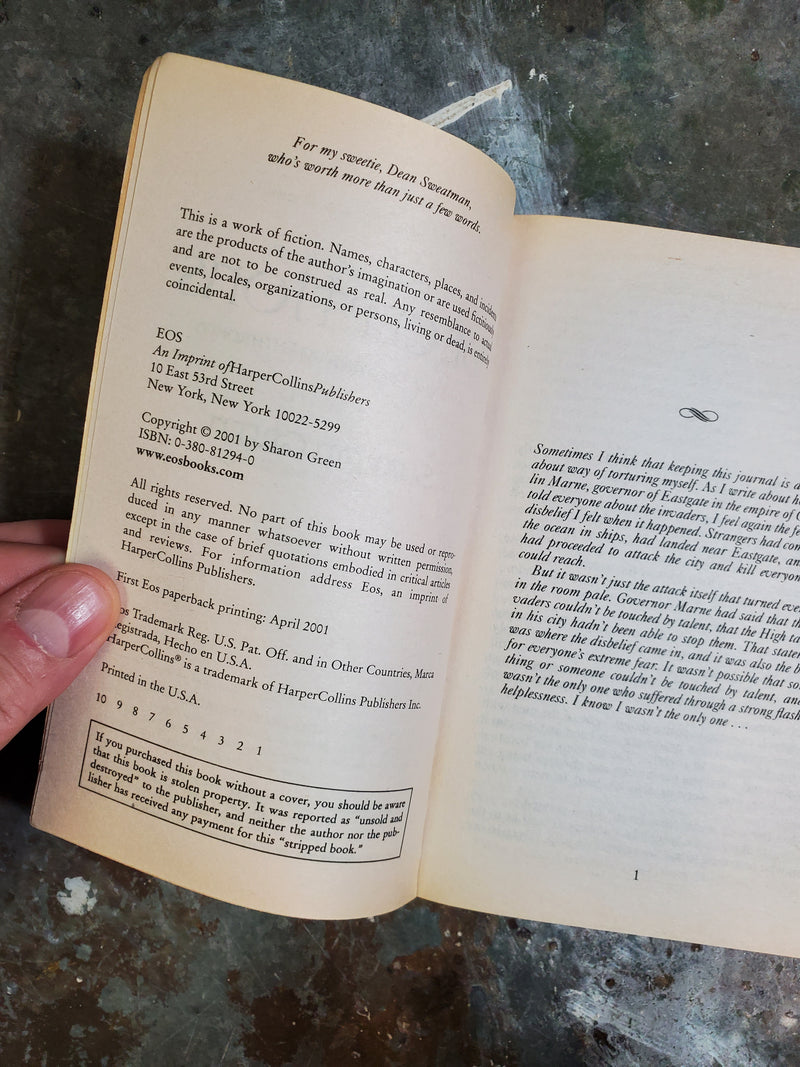 For my sweetie, Dean Sweatman,
who's worth more than just a few words.
This is a work of fiction. Names, characters, places, and incidents
are the products of the author's imagination or are used fictitiously
and are not to be construed as real. Any resemblance to actual
events, locales, organizations, or persons, living or dead, is entirely
coincidental.
EOS
An Imprint of HarperCollinsPublishers
10 East 53rd Street
New York, New York 10022-5299
Copyright © 2001 by Sharon Green
ISBN: 0-380-81294-0
www.eosbooks.com
All rights reserved. No part of this book may be used or repro-
duced in any manner whatsoever without written permission,
except in the case of brief quotations embodied in critical articles
and reviews. For information address Eos, an imprint of
HarperCollins Publishers.
First Eos paperback printing: April 2001
os Trademark Reg. U.S. Pat. Off. and in Other Countries, Marca
egistrada, Hecho en U.S.A.
HarperCollins® is a trademark of HarperCollins Publishers Inc.
Printed in the U.S.A.
10 9 8 7 6 5 4 3 2 1
If you purchased this book without a cover, you should be aware
that this book is stolen property. It was reported as "unsold and
destroyed" to the publisher, and neither the author nor the pub-
lisher has received any payment for this "stripped book."
Sometimes I think that keeping this journal is a
about way of torturing myself. As I write about h
lin Marne, governor of Eastgate in the empire of
told everyone about the invaders, I feel again the fe
disbelief I felt when it happened. Strangers had con
the ocean in ships, had landed near Eastgate, an
had proceeded to attack the city and kill everyon
could reach.
But it wasn't just the attack itself that turned eve
in the room pale. Governor Marne had said that th
vaders couldn't be touched by talent, that the High ta
in his city hadn't been able to stop them. That state
was where the disbelief came in, and it was also the b
for everyone's extreme fear. It wasn't possible that so
thing or someone couldn't be touched by talent, and
wasn't the only one who suffered through a strong flash
helplessness. I know I wasn't the only one . . .
1